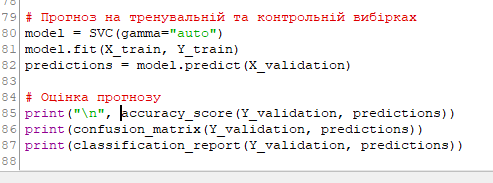 78
79 # Прогноз на тренувальній та контрольній вибірках
80 model = SVC(gamma="auto")
81 model.fit(X_train, Y_train)
82 predictions = model.predict(X_validation)
83
84 # Оцінка прогнозу
85 print("\n", accuracy_score(Y_validation, predictions))
86 print(confusion_matrix(Y_validation, predictions))
87 print(classification_report(Y_validation, predictions))
88